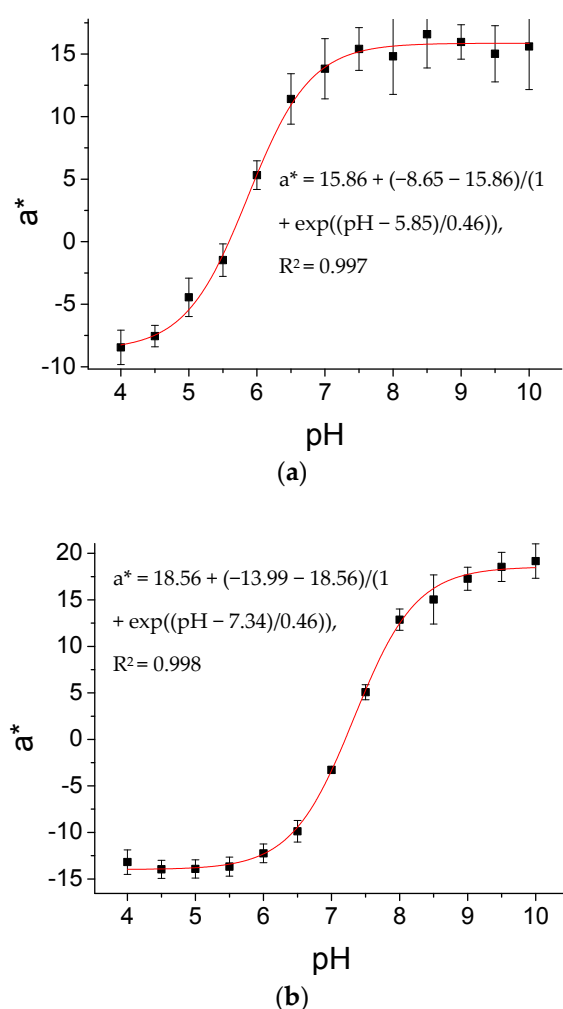 15
10
5
0
-5
-10
a*
a* = 15.86 + (−8.65 − 15.86)/(1
+ exp((pH − 5.85)/0.46)),
R² = 0.997
4 5 6 7 8 9 10
pH
(a)
20
15
10
5
0
-5
-10
-15
a*
a* = 18.56 + (−13.99 − 18.56)/(1
+ exp((pH − 7.34)/0.46)),
R² = 0.998
4 5 6 7 8 9 10
pH
(b)